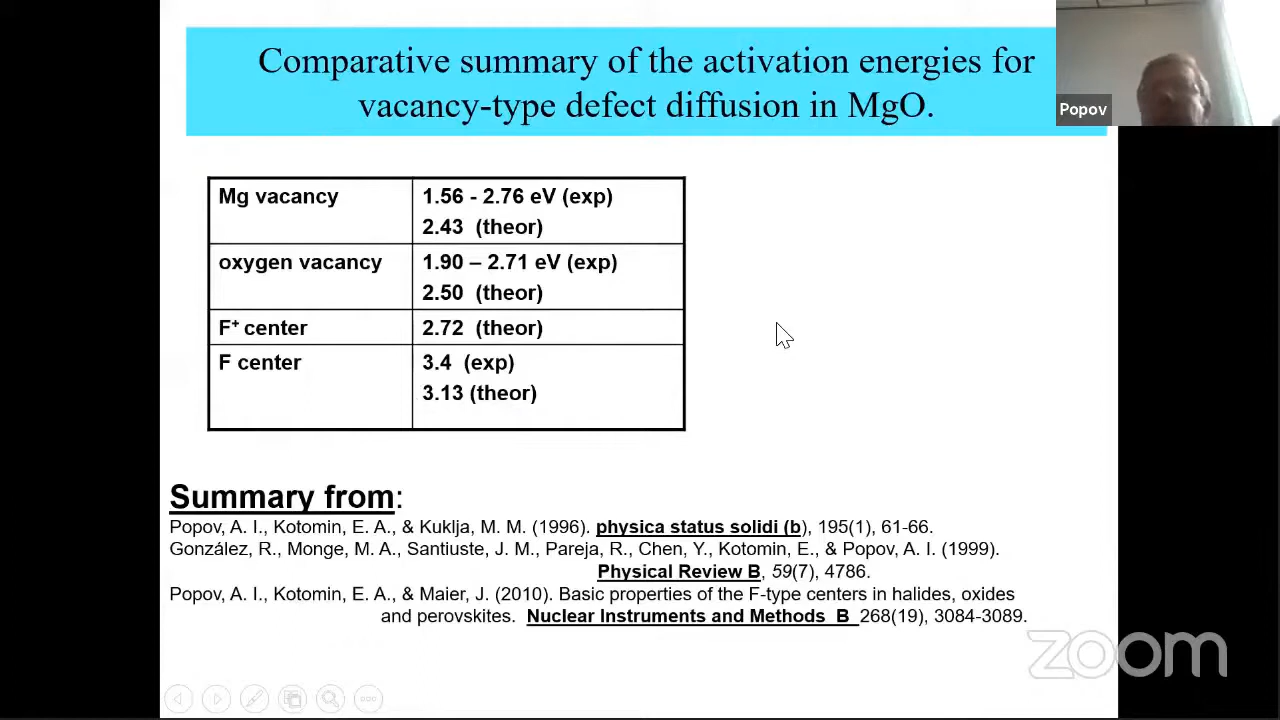 Comparative summary of the activation energies for
vacancy-type defect diffusion in MgO.
Popov
Mg vacancy
1.56 - 2.76 eV (exp)
2.43 (theor)
oxygen vacancy
1.90 – 2.71 eV (exp)
2.50 (theor)
F⁺ center
2.72 (theor)
F center
3.4 (exp)
3.13 (theor)
Summary from:
Popov, A. I., Kotomin, E. A., & Kuklja, M. M. (1996). physica status solidi (b), 195(1), 61-66.
González, R., Monge, M. A., Santiuste, J. M., Pareja, R., Chen, Y., Kotomin, E., & Popov, A. I. (1999).
Physical Review B, 59(7), 4786.
Popov, A. I., Kotomin, E. A., & Maier, J. (2010). Basic properties of the F-type centers in halides, oxides
and perovskites. Nuclear Instruments and Methods B 268(19), 3084-3089.
zoom